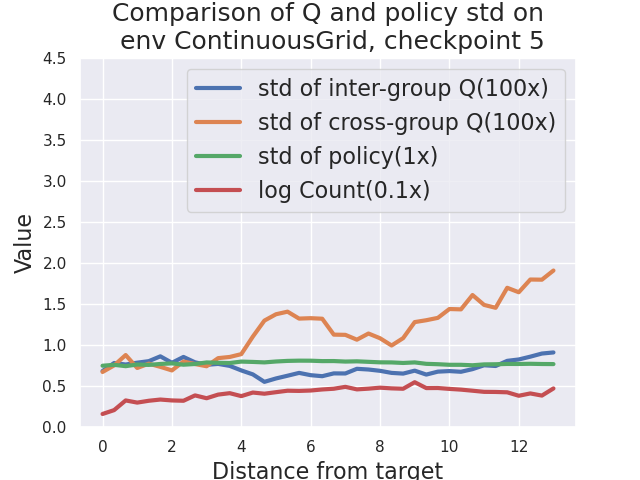 Comparison of Q and policy std on
env ContinuousGrid, checkpoint 5
4.5
4.0
3.5
3.0
2.5
2.0
1.5
1.0
0.5
0.0
Value
std of inter-group Q(100x)
std of cross-group Q(100x)
std of policy(1x)
log Count(0.1x)
0 2 4 6 8 10 12
Distance from target